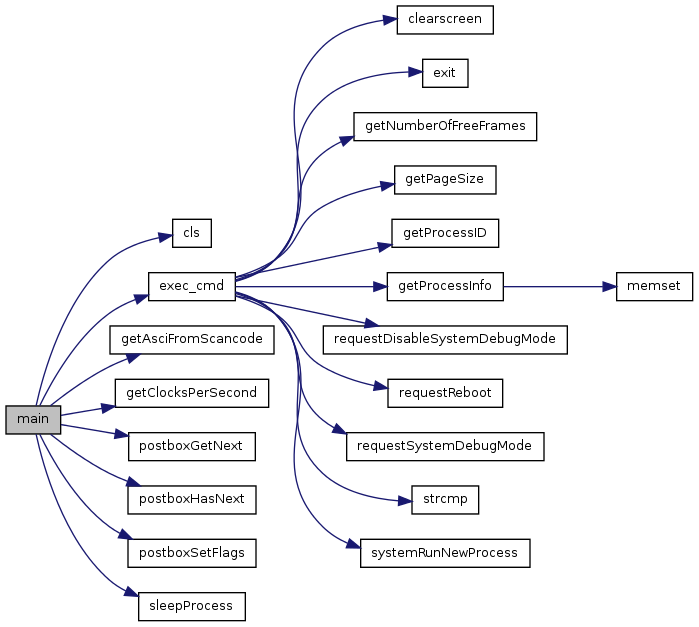 clearscreen
exit
getNumberOfFreeFrames
getPageSize
cls
getProcessID
exec_cmd
getProcessInfo
memset
getAsciFromScancode
requestDisableSystemDebugMode
getClocksPerSecond
requestReboot
main
postboxGetNext
requestSystemDebugMode
postboxHasNext
strcmp
postboxSetFlags
systemRunNewProcess
sleepProcess